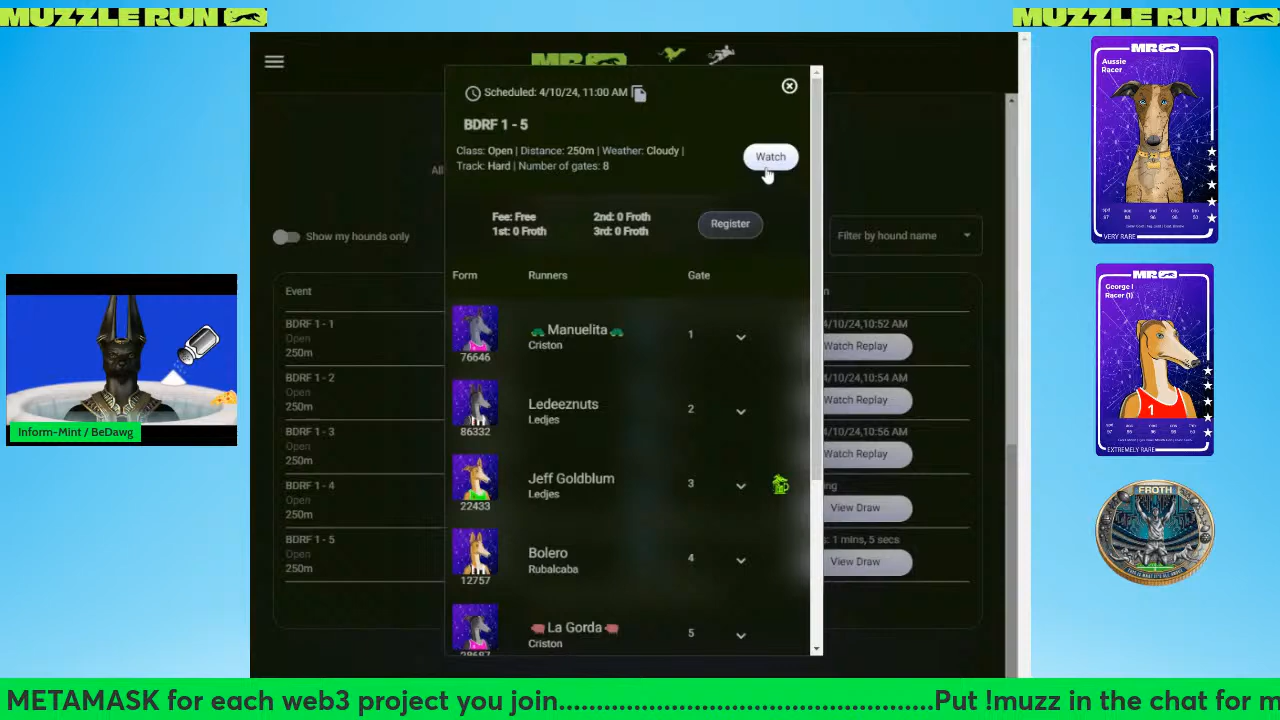 MUZZLE RUN
MUZZLE RUN
Scheduled: 4/10/24, 11:00 AM
BDRF 1 - 5
Class: Open | Distance: 250m | Weather: Cloudy |
Track: Hard | Number of gates: 8
Watch
Fee: Free
1st: 0 Froth
2nd: 0 Froth
3rd: 0 Froth
Register
Form Runners Gate
Manuelita
Criston
1
76646
Ledeeznuts
Ledjes
2
86332
Jeff Goldblum
Ledjes
3
22433
Bolero
Rubalcaba
4
12757
La Gorda
Criston
5
All
Show my hounds only
Filter by hound name
Event
BDRF 1 - 1
Open
250m
4/10/24,10:52 AM
Watch Replay
BDRF 1 - 2
Open
250m
4/10/24,10:54 AM
Watch Replay
BDRF 1 - 3
Open
250m
4/10/24,10:56 AM
Watch Replay
BDRF 1 - 4
Open
250m
View Draw
BDRF 1 - 5
Open
250m
: 1 mins, 5 secs
View Draw
Inform-Mint / BeDawg
MR
Aussie
Racer
VERY RARE
MR
George I
Racer (1)
1
EXTREMELY RARE
FROTH
METAMASK for each web3 project you join..................................................Put !muzz in the chat for m